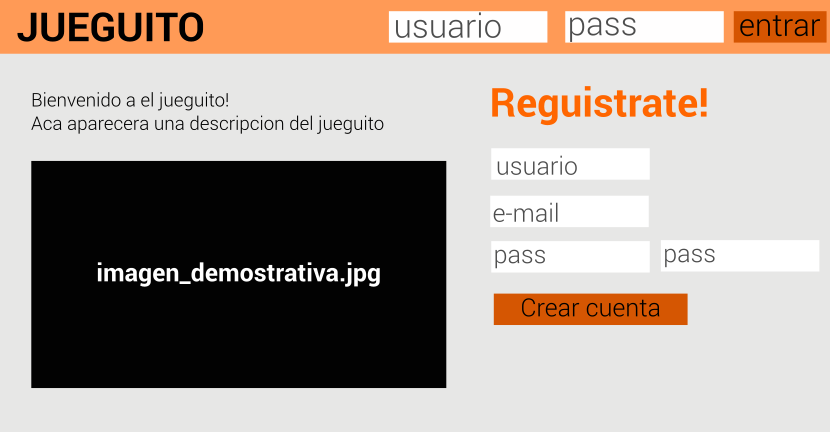 JUEGUITO
usuario
pass
entrar
Bienvenido a el jueguito!
Aca aparecera una descripcion del jueguito
imagen_demostrativa.jpg
Reguistrate!
usuario
e-mail
pass
pass
Crear cuenta